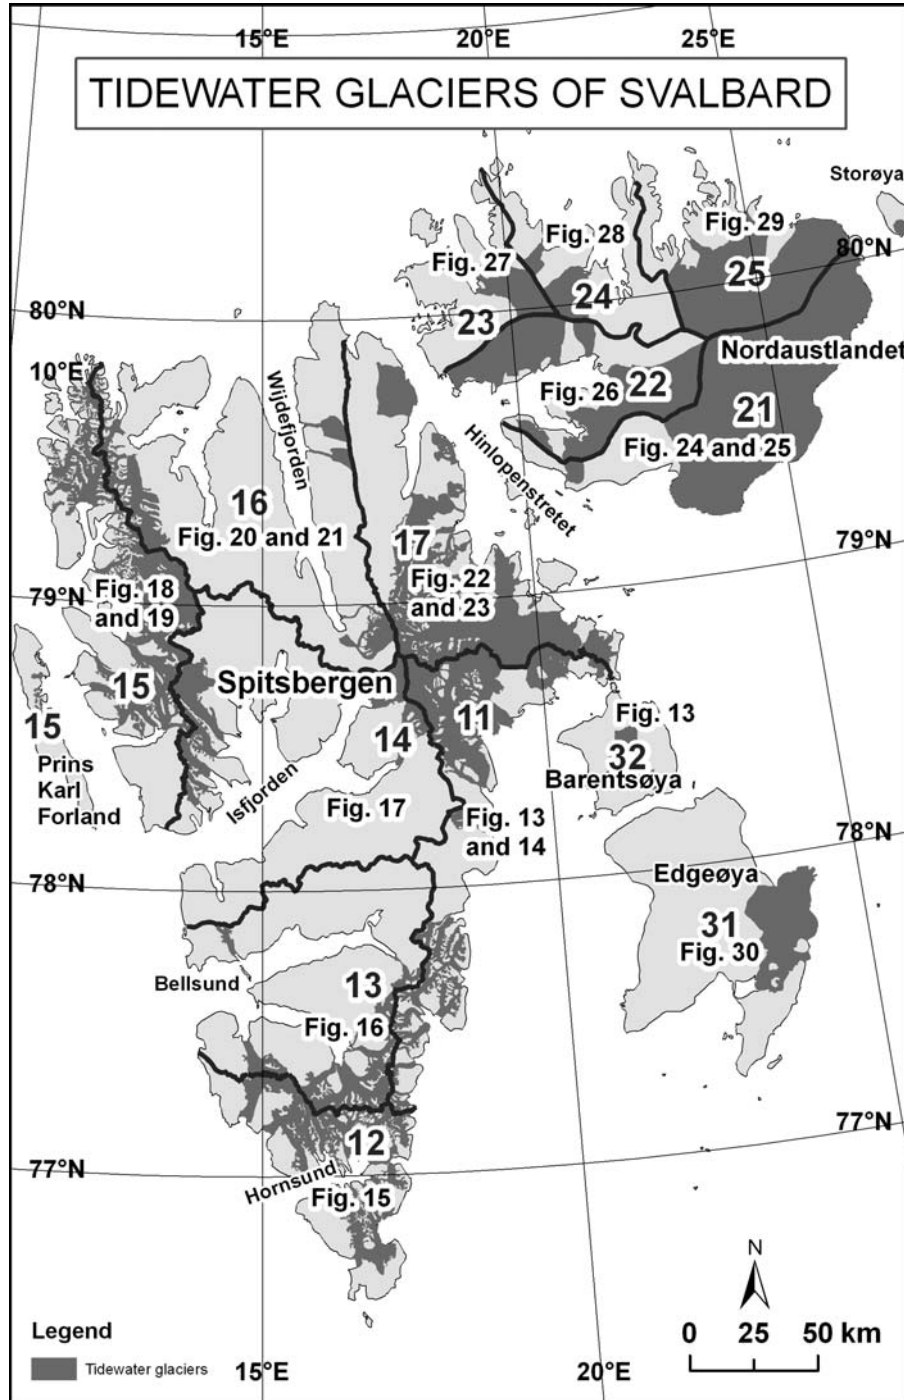 15°E
20°E
25°E
TIDEWATER GLACIERS OF SVALBARD
Storøya
Fig. 29
Fig. 28
80°N
Fig. 27
25
24
80°N
23
Nordaustlandet
10°E
Wijdefjorden
22
Fig. 26
21
Hinlopenstretet
Fig. 24 and 25
16
Fig. 20 and 21
17
79°N
Fig. 22
and 23
79°N
Fig. 18
and 19
Spitsbergen
15
11
Fig. 13
15
14
32
Prins
Karl
Forland
Barentsøya
Isfjorden
Fig. 17
Fig. 13
and 14
78°N
78°N
Edgeøya
31
Fig. 30
Bellsund
13
Fig. 16
77°N
12
77°N
Hornsund
Fig. 15
N
Legend
0 25 50 km
Tidewater glaciers
15°E
20°E